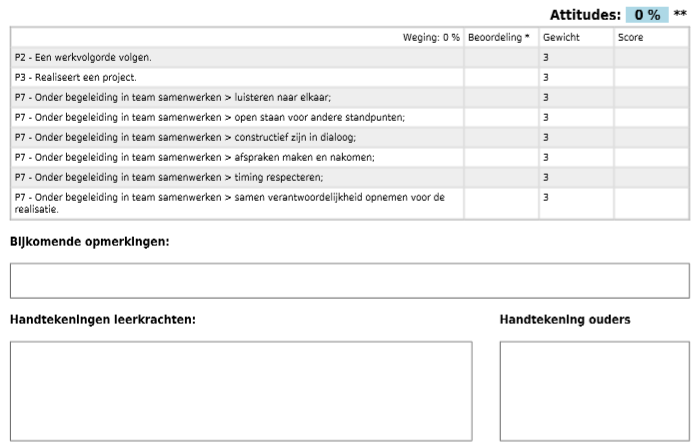 Attitudes: 0 % **
Weging: 0 % Beoordeling * Gewicht Score
P2 - Een werkvolgorde volgen. 3
P3 - Realiseert een project. 3
P7 - Onder begeleiding in team samenwerken > luisteren naar elkaar; 3
P7 - Onder begeleiding in team samenwerken > open staan voor andere standpunten; 3
P7 - Onder begeleiding in team samenwerken > constructief zijn in dialoog; 3
P7 - Onder begeleiding in team samenwerken > afspraken maken en nakomen; 3
P7 - Onder begeleiding in team samenwerken > timing respecteren; 3
P7 - Onder begeleiding in team samenwerken > samen verantwoordelijkheid opnemen voor de 3
realisatie.
Bijkomende opmerkingen:
Handtekeningen leerkrachten: Handtekening ouders